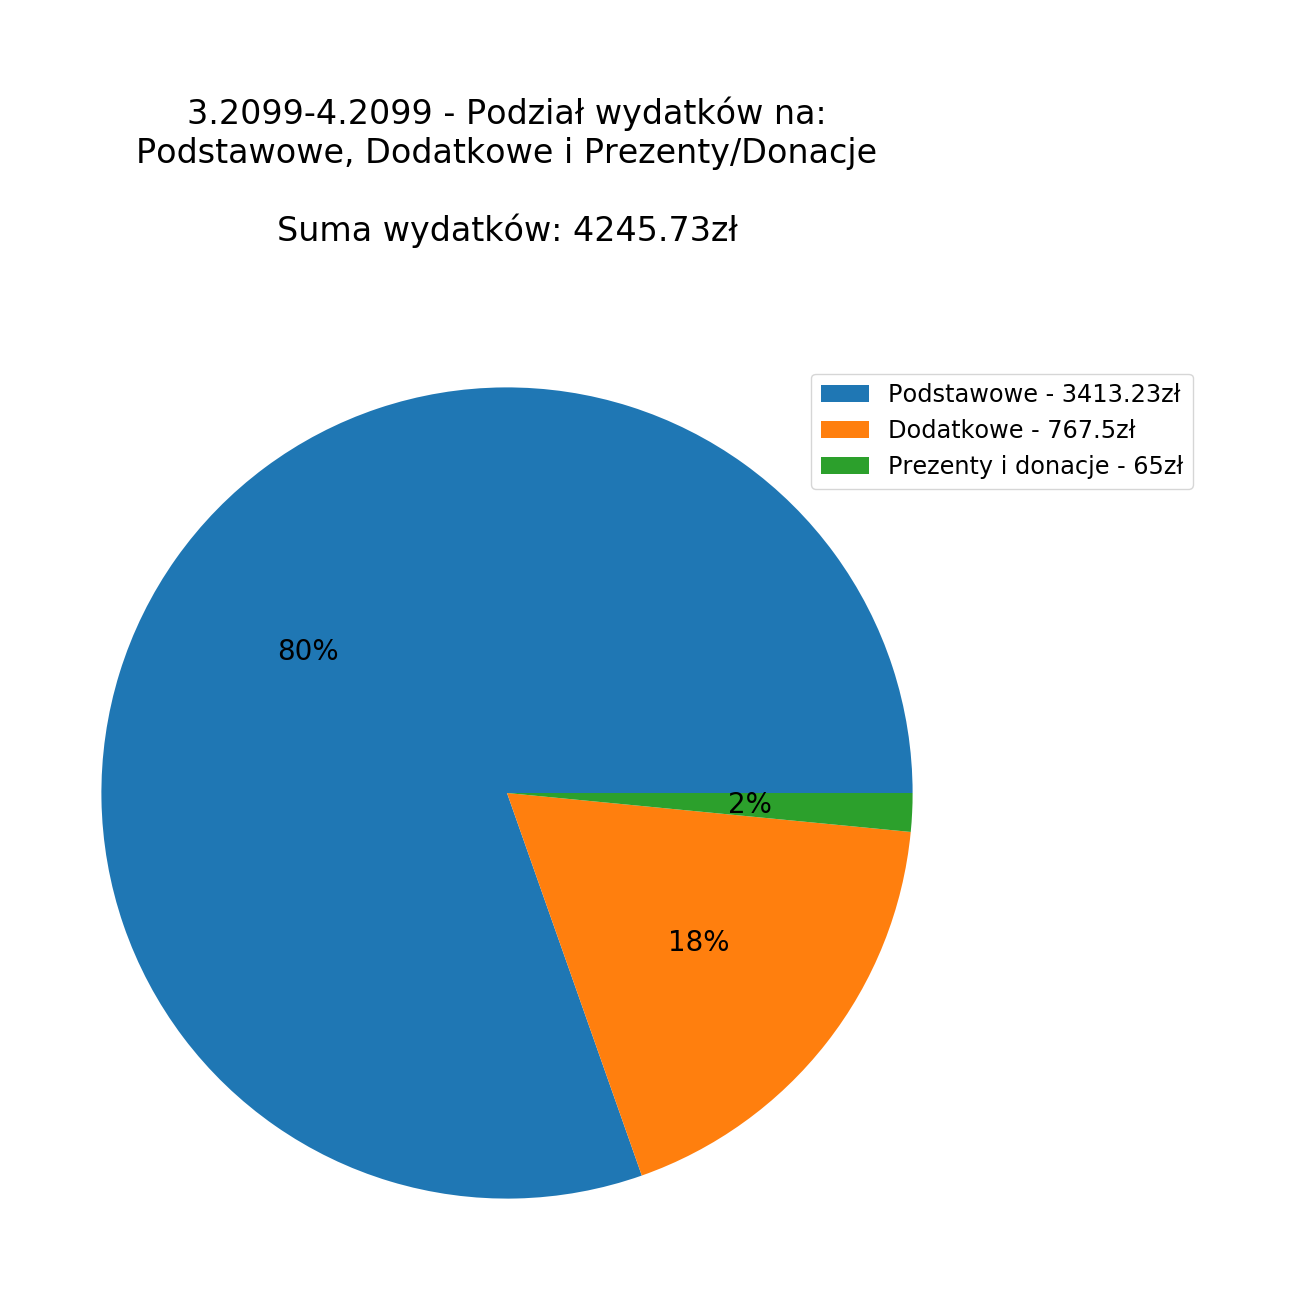 3.2099-4.2099 - Podział wydatków na:
Podstawowe, Dodatkowe i Prezenty/Donacje
Suma wydatków: 4245.73zł
Podstawowe - 3413.23zł
Dodatkowe - 767.5zł
Prezenty i donacje - 65zł
80%
2%
18%